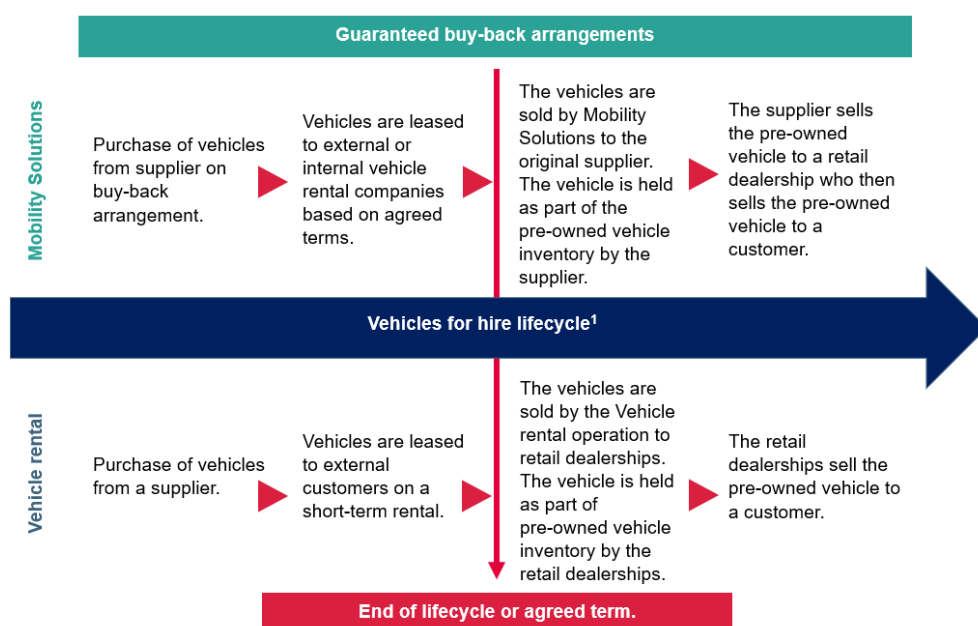 Guaranteed buy-back arrangements
Mobility Solutions
Purchase of vehicles
from supplier on
buy-back
arrangement.
Vehicles are leased
to external or
internal vehicle
rental companies
based on agreed
terms.
The vehicles are
sold by Mobility
Solutions to the
original supplier.
The vehicle is held
as part of the
pre-owned vehicle
inventory by the
supplier.
The supplier sells
the pre-owned
vehicle to a retail
dealership who then
sells the pre-owned
vehicle to a
customer.
Vehicles for hire lifecycle¹
Vehicle rental
Purchase of vehicles
from a supplier.
Vehicles are leased
to external
customers on a
short-term rental.
The vehicles are
sold by the Vehicle
rental operation to
retail dealerships.
The vehicle is held
as part of
pre-owned vehicle
inventory by the
retail dealerships.
The retail
dealerships sell the
pre-owned vehicle to
a customer.
End of lifecycle or agreed term.